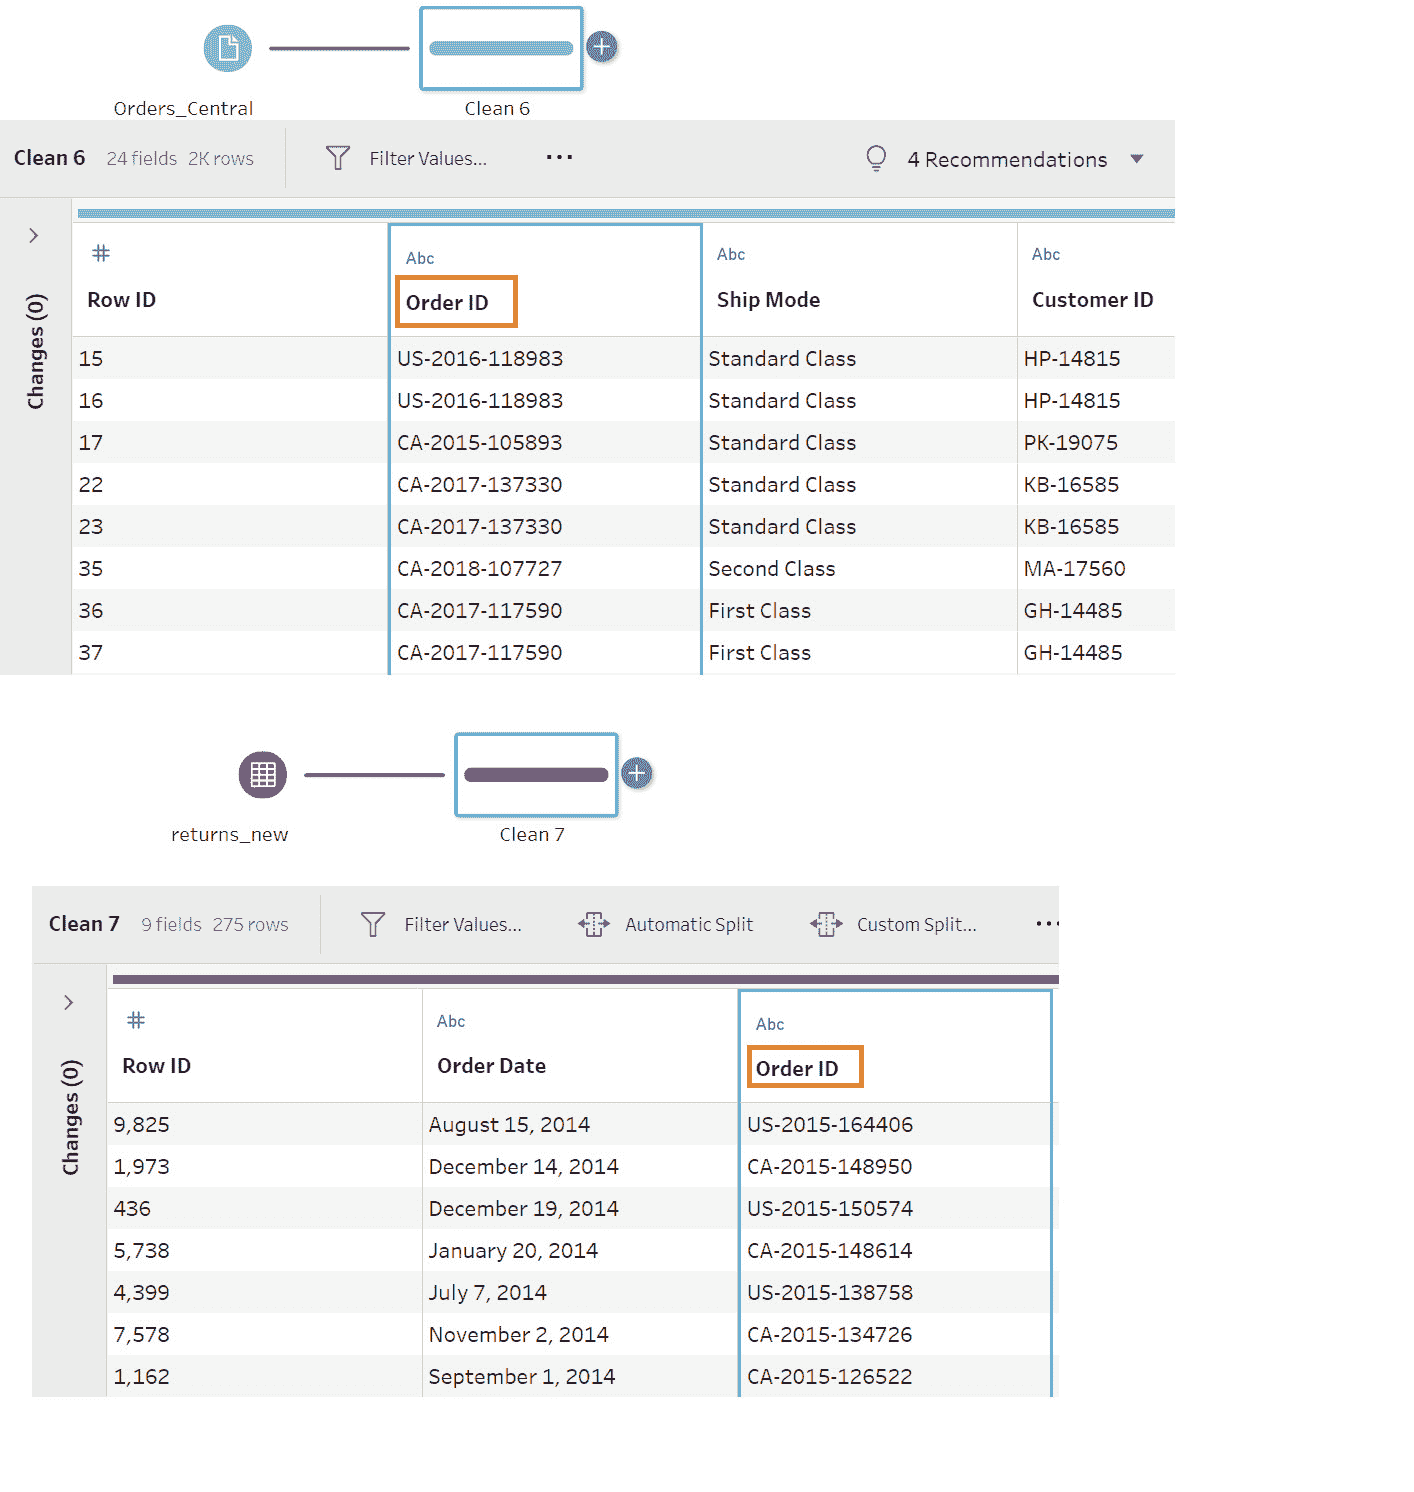 Orders_Central
Clean 6
Clean 6 24 fields 2K rows Filter Values... ... 4 Recommendations
Changes (0)
# Abc Abc Abc
Row ID Order ID Ship Mode Customer ID
15 US-2016-118983 Standard Class HP-14815
16 US-2016-118983 Standard Class HP-14815
17 CA-2015-105893 Standard Class PK-19075
22 CA-2017-137330 Standard Class KB-16585
23 CA-2017-137330 Standard Class KB-16585
35 CA-2018-107727 Second Class MA-17560
36 CA-2017-117590 First Class GH-14485
37 CA-2017-117590 First Class GH-14485
returns_new
Clean 7
Clean 7 9 fields 275 rows Filter Values... Automatic Split Custom Split... ...
Changes (0)
# Abc Abc
Row ID Order Date Order ID
9,825 August 15, 2014 US-2015-164406
1,973 December 14, 2014 CA-2015-148950
436 December 19, 2014 US-2015-150574
5,738 January 20, 2014 CA-2015-148614
4,399 July 7, 2014 US-2015-138758
7,578 November 2, 2014 CA-2015-134726
1,162 September 1, 2014 CA-2015-126522